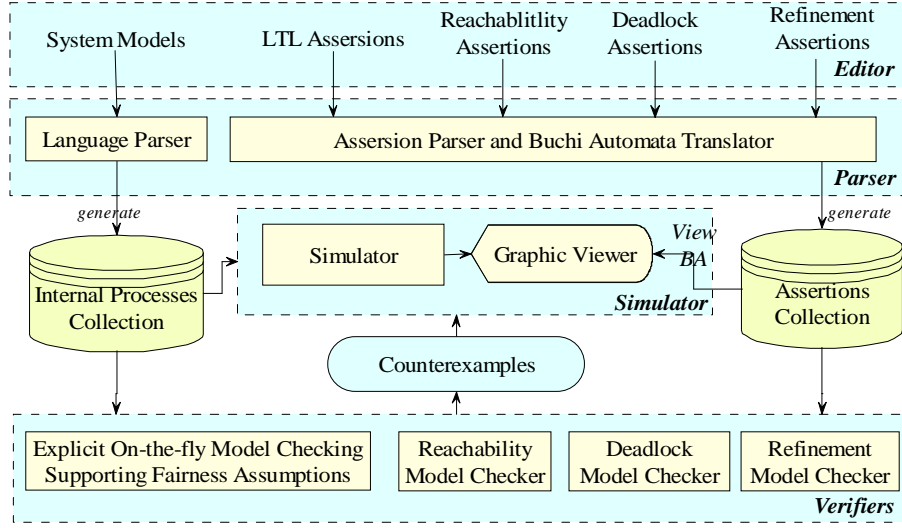 System Models
LTL Assersions
Reachablitlity
Assertions
Deadlock
Assertions
Refinement
Assertions
Editor
Language Parser
Assersion Parser and Buchi Automata Translator
Parser
generate
generate
Simulator
Graphic Viewer
View
BA
Simulator
Internal Processes
Collection
Assertions
Collection
Counterexamples
Explicit On-the-fly Model Checking
Supporting Fairness Assumptions
Reachability
Model Checker
Deadlock
Model Checker
Refinement
Model Checker
Verifiers